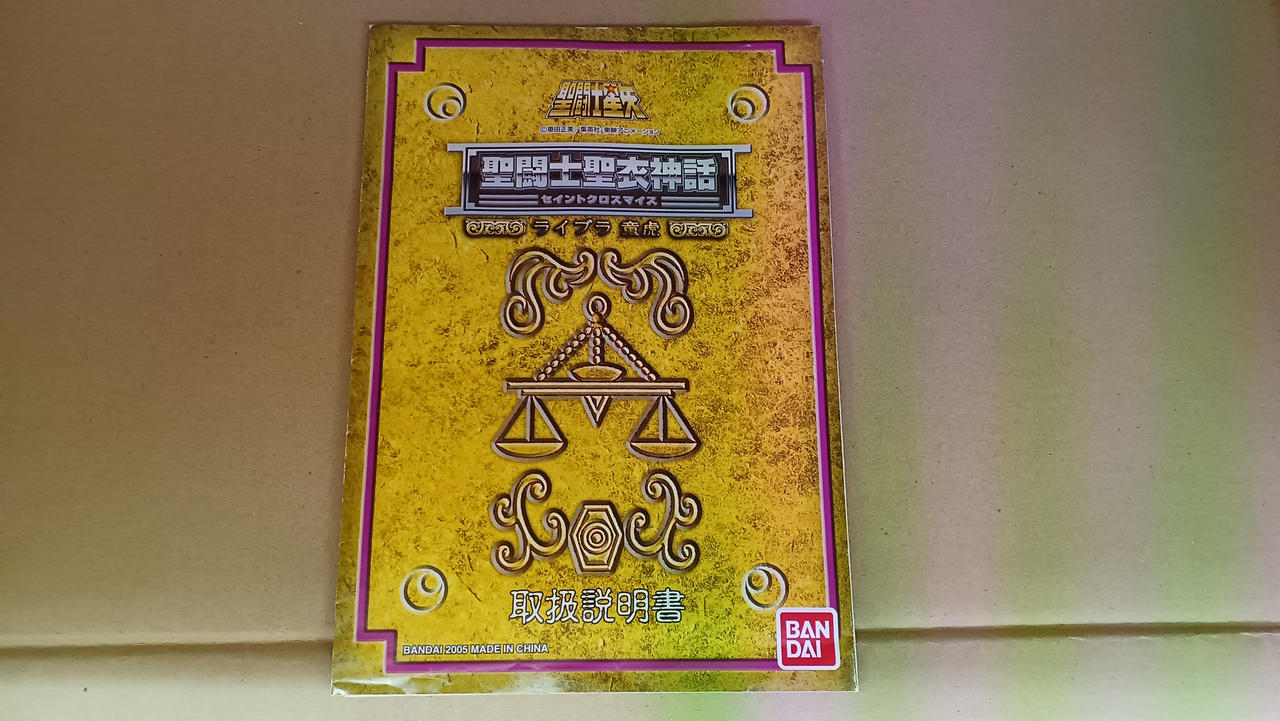 聖闘士星矢
©車田正美/集英社、東映アニメーション
聖闘士聖衣神話
セイントクロスマイス
ライブラ 童虎
取扱説明書
BANDAI 2005 MADE IN CHINA
BAN
DAI